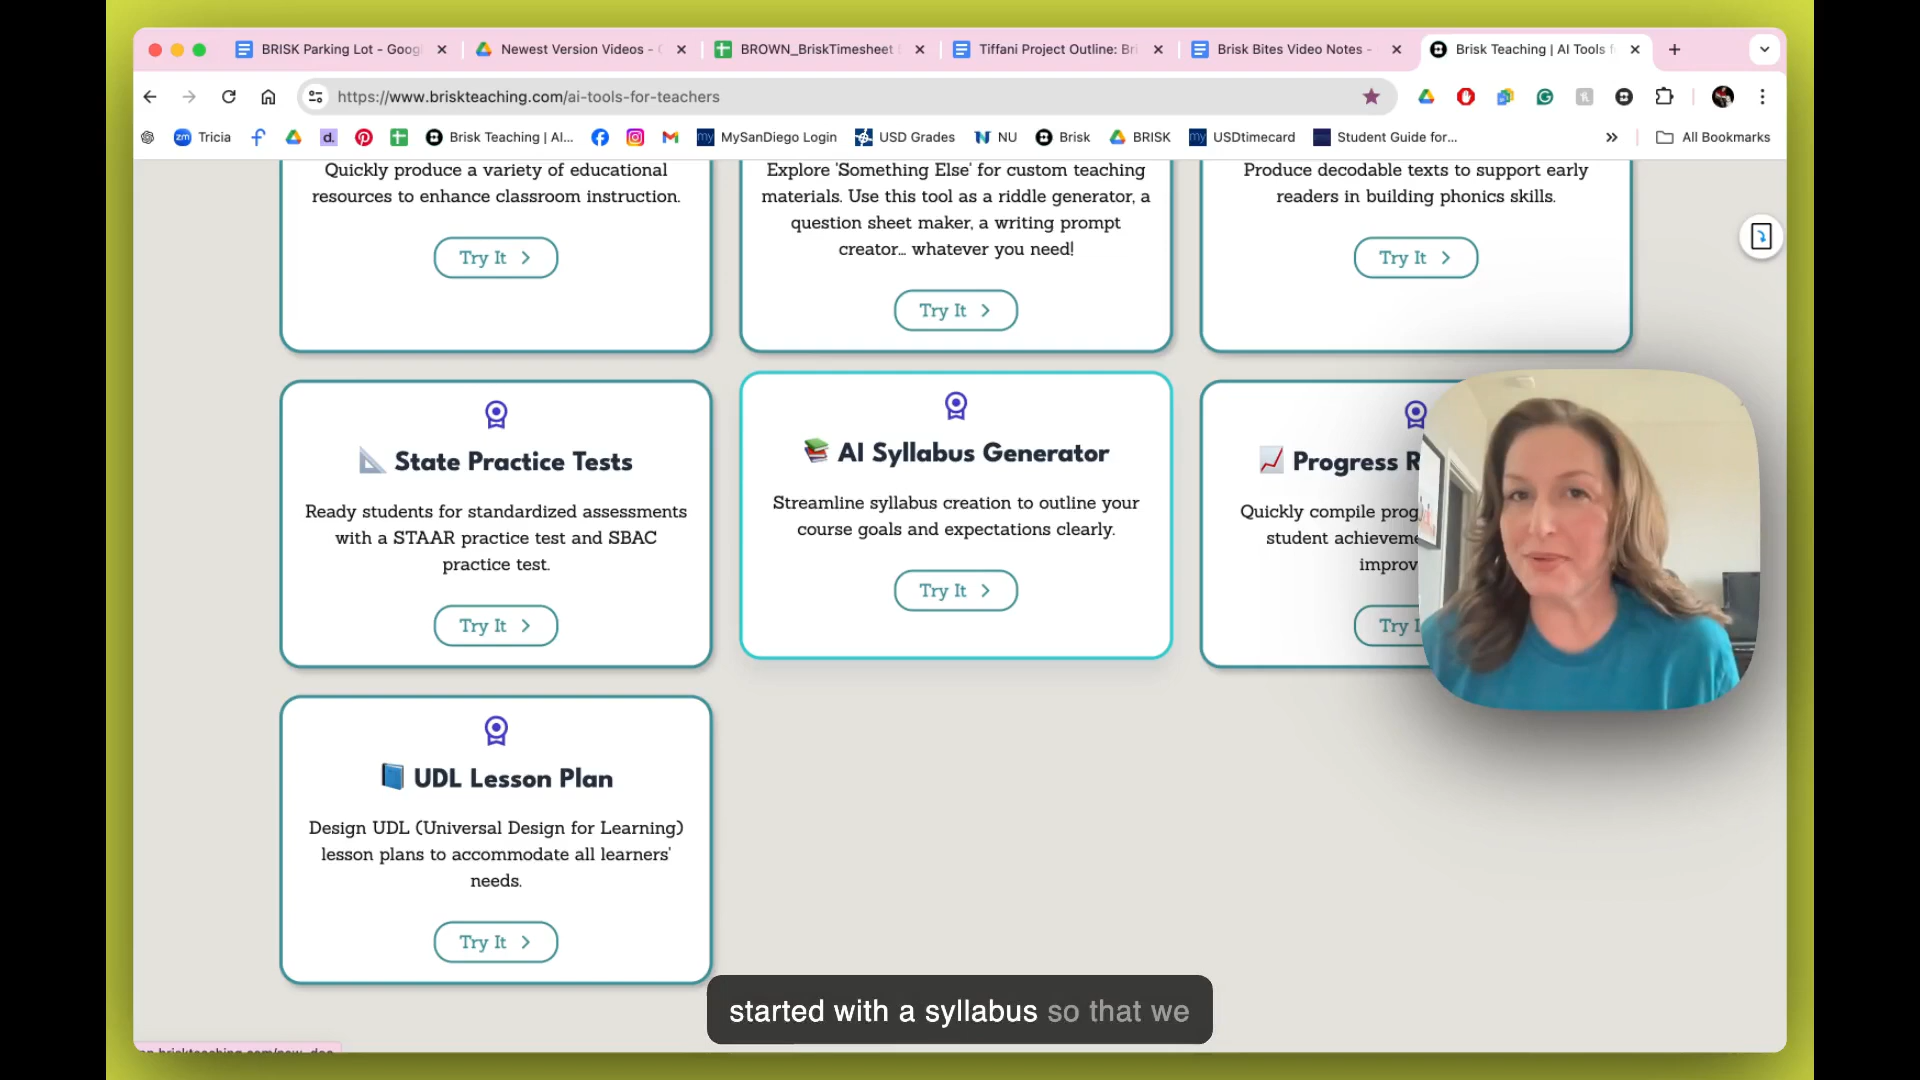 BRISK Parking Lot - Goog
Newest Version Videos -
BROWN_BriskTimesheet
Tiffani Project Outline: Bri
Brisk Bites Video Notes -
Brisk Teaching | AI Tools f
https://www.briskteaching.com/ai-tools-for-teachers
Tricia
Brisk Teaching | AI...
MySanDiego Login
USD Grades
NU
Brisk
BRISK
USDtimecard
Student Guide for...
All Bookmarks
Quickly produce a variety of educational
resources to enhance classroom instruction.
Try It
Explore 'Something Else' for custom teaching
materials. Use this tool as a riddle generator, a
question sheet maker, a writing prompt
creator... whatever you need!
Try It
Produce decodable texts to support early
readers in building phonics skills.
Try It
State Practice Tests
Ready students for standardized assessments
with a STAAR practice test and SBAC
practice test.
Try It
AI Syllabus Generator
Streamline syllabus creation to outline your
course goals and expectations clearly.
Try It
Progress R
Quickly compile prog
student achieveme
improv
Try I
UDL Lesson Plan
Design UDL (Universal Design for Learning)
lesson plans to accommodate all learners'
needs.
Try It
started with a syllabus so that we